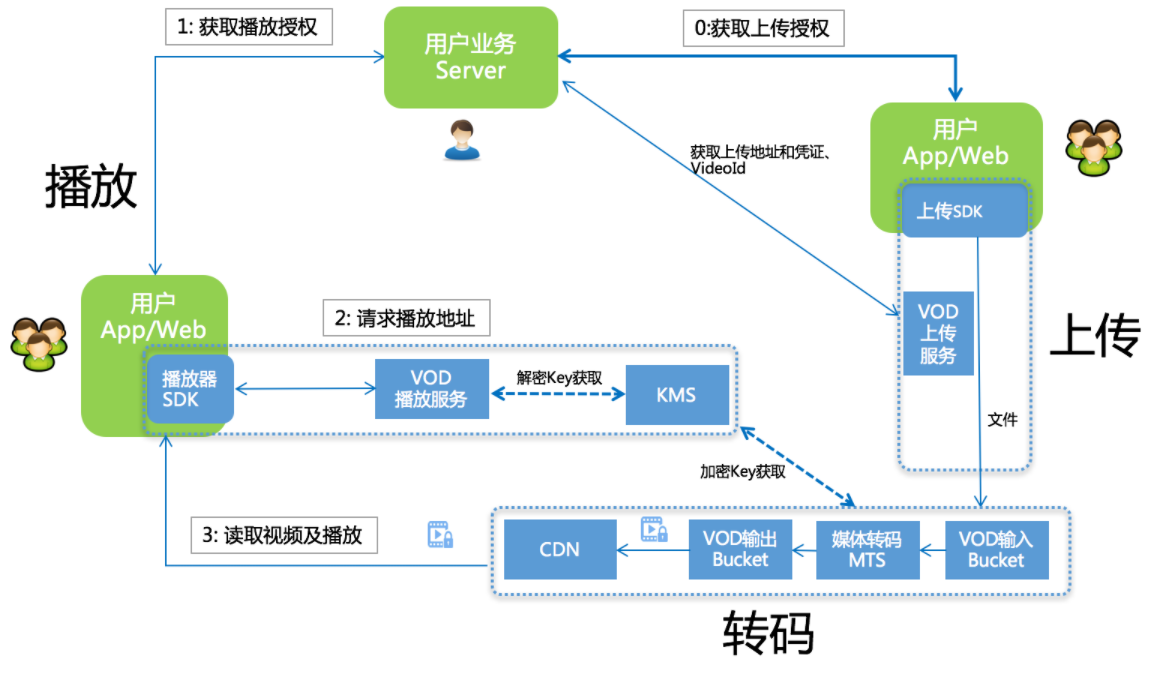 1: 获取播放授权
用户业务
Server
0:获取上传授权
用户
App/Web
获取上传地址和凭证、
VideoId
播放
上传SDK
用户
App/Web
VOD
上传
服务
上传
2: 请求播放地址
播放器
SDK
VOD
播放服务
解密Key获取
KMS
文件
加密Key获取
3: 读取视频及播放
CDN
VOD输出
Bucket
媒体转码
MTS
VOD输入
Bucket
转码